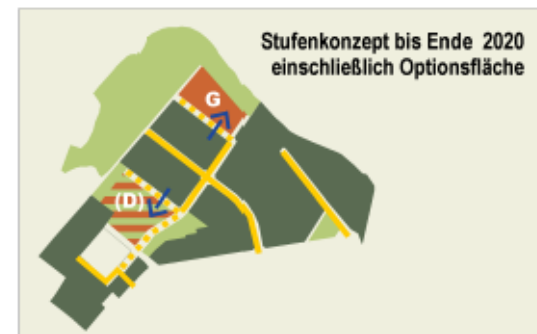 Stufenkonzept bis Ende 2020
einschließlich Optionsfläche
G
(D)